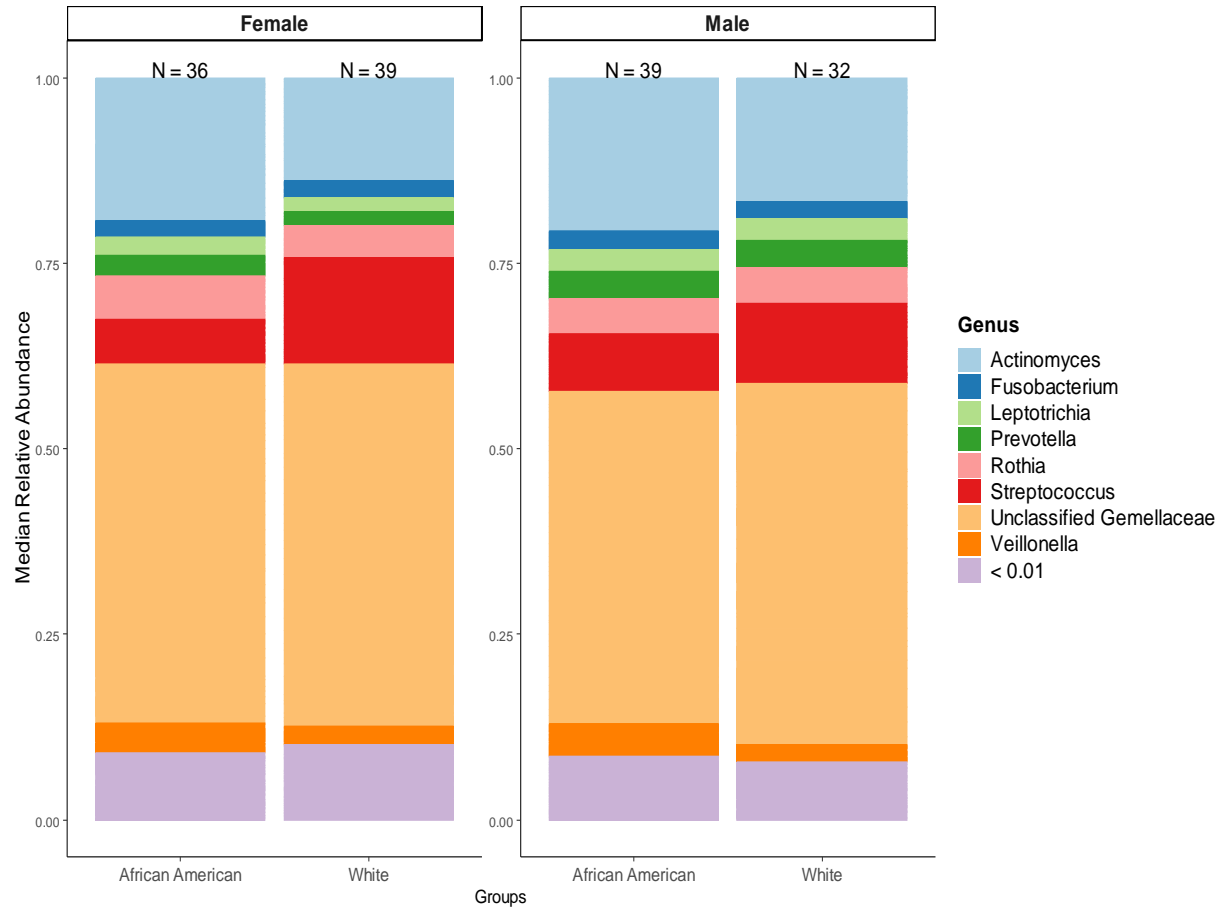 Female
Male
N = 36
N = 39
N = 39
N = 32
Median Relative Abundance
1.00
0.75
0.50
0.25
0.00
1.00
0.75
0.50
0.25
0.00
African American
White
African American
White
Groups
Genus
Actinomyces
Fusobacterium
Leptotrichia
Prevotella
Rothia
Streptococcus
Unclassified Gemellaceae
Veillonella
< 0.01